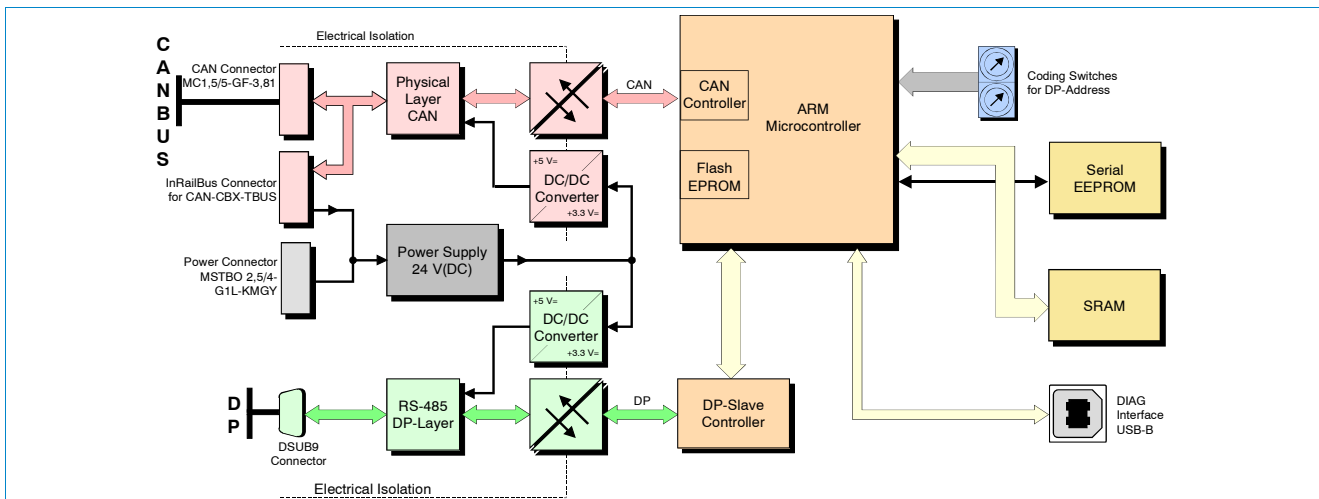 C
A
N
B
U
S
CAN Connector
MC1,5/5-GF-3,81
InRailBus Connector
for CAN-CBX-TBUS
Power Connector
MSTBO 2,5/4-
G1L-KMGY
Electrical Isolation
Physical
Layer
CAN
CAN
+5 V=
DC/DC
Converter
+3.3 V=
Power Supply
24 V(DC)
+5 V=
DC/DC
Converter
+3.3 V=
CAN
Controller
Flash
EPROM
ARM
Microcontroller
Coding Switches
for DP-Address
Serial
EEPROM
SRAM
D
P
DSUB9
Connector
RS-485
DP-Layer
DP
DP-Slave
Controller
DIAG
Interface
USB-B
Electrical Isolation